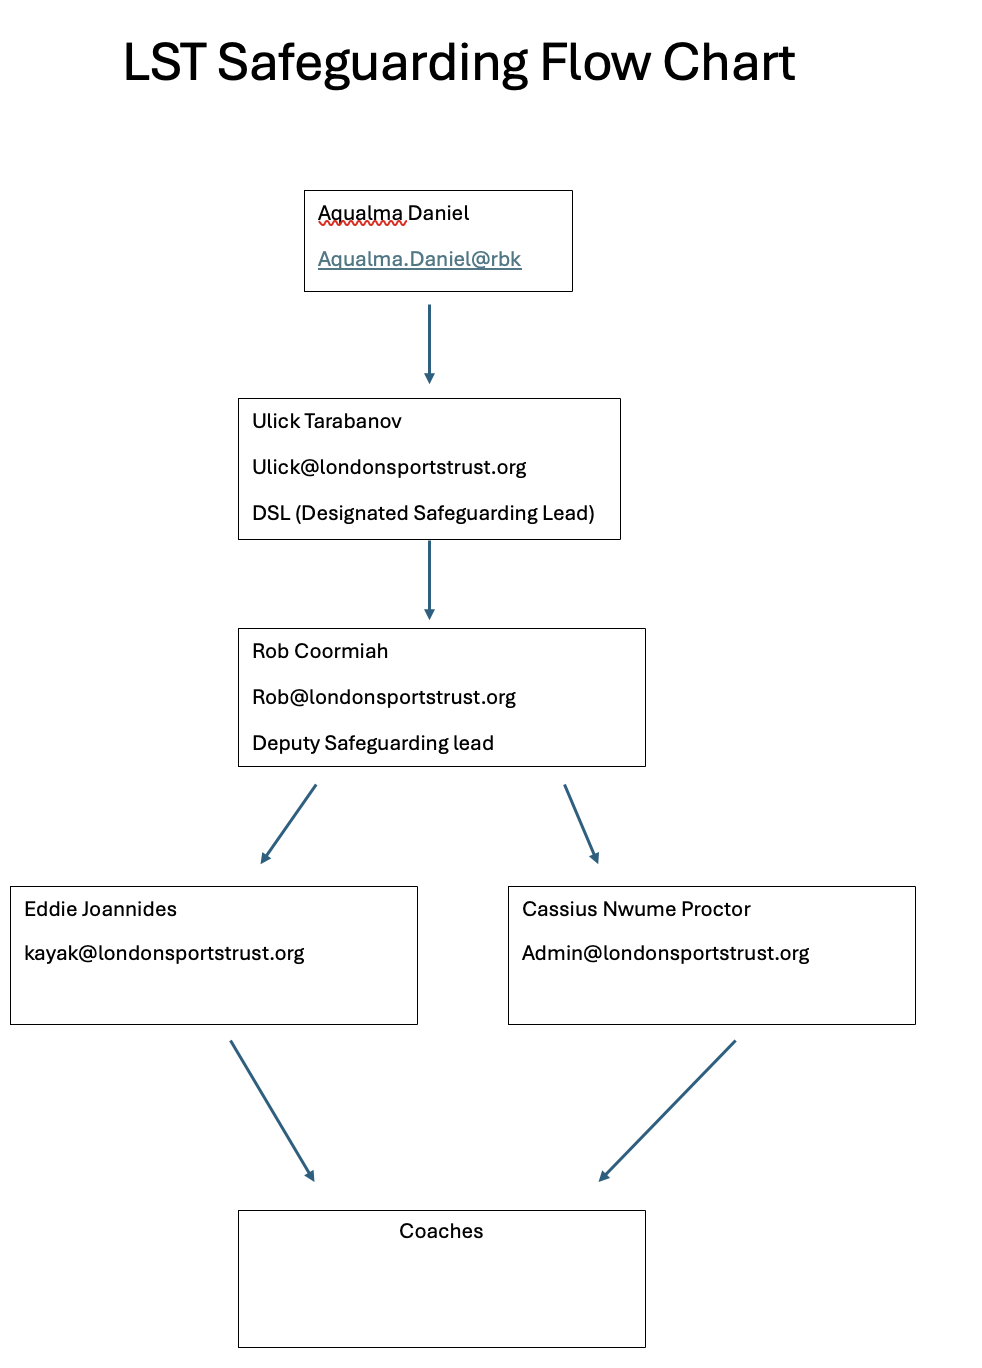 LST Safeguarding Flow Chart
Aqualma Daniel
Aqualma.Daniel@rbk
Ulick Tarabanov
Ulick@londonsportstrust.org
DSL (Designated Safeguarding Lead)
Rob Coormiah
Rob@londonsportstrust.org
Deputy Safeguarding lead
Eddie Joannides
kayak@londonsportstrust.org
Cassius Nwume Proctor
Admin@londonsportstrust.org
Coaches